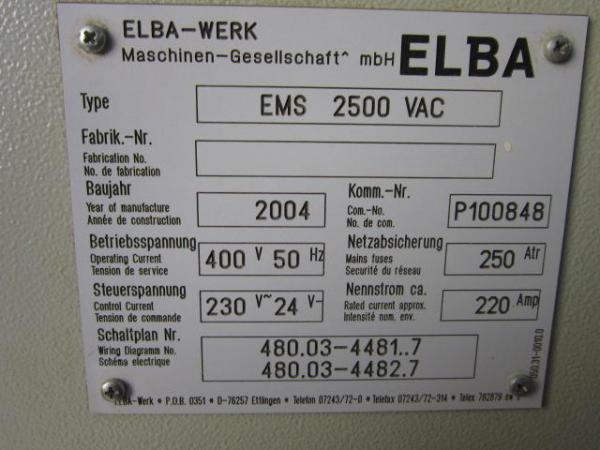 ELBA-WERK
Maschinen-Gesellschaft^ mbH ELBA
Type EMS 2500 VAC
Fabrik.-Nr.
Fabrication No.
No. de fabrication
Baujahr
Year of manufacture
Année de construction
2004
Komm.-Nr.
Com.-No.
No. de com.
P100848
Betriebsspannung
Operating Current
Tension de service
400 V 50 Hz
Netzabsicherung
Mains fuses
Securité du réseau
250 Atr
Steuerspannung
Control Current
Tension de commande
230 V~ 24 V-
Nennstrom ca.
Rated current approx.
Intensité nom. env.
220 Amp
Schaltplan Nr.
Wiring Diagramm No.
Schéma electrique
480.03-4481..7
480.03-4482.7
050.31-0010.0
ELBA-Werk • P.O.B. 0351 • D-76257 Ettlingen • Telefon 07243/72-0 • Telefax 07243/72-314 • Telex 782879